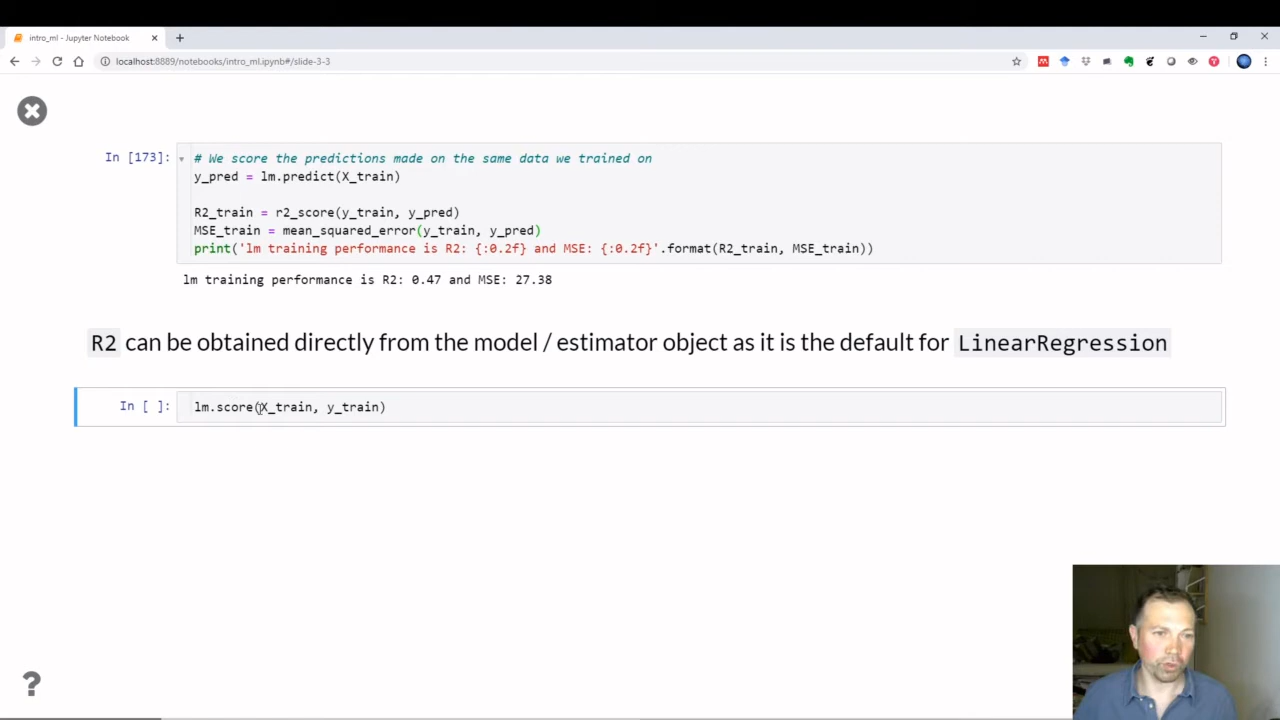 intro_ml - Jupyter Notebook
localhost:8889/notebooks/intro_ml.ipynb#/slide-3-3
In [173]:
# We score the predictions made on the same data we trained on
y_pred = lm.predict(X_train)
R2_train = r2_score(y_train, y_pred)
MSE_train = mean_squared_error(y_train, y_pred)
print('lm training performance is R2: {:0.2f} and MSE: {:0.2f}'.format(R2_train, MSE_train))
lm training performance is R2: 0.47 and MSE: 27.38
R2 can be obtained directly from the model / estimator object as it is the default for LinearRegression
In [ ]:
lm.score(X_train, y_train)
?